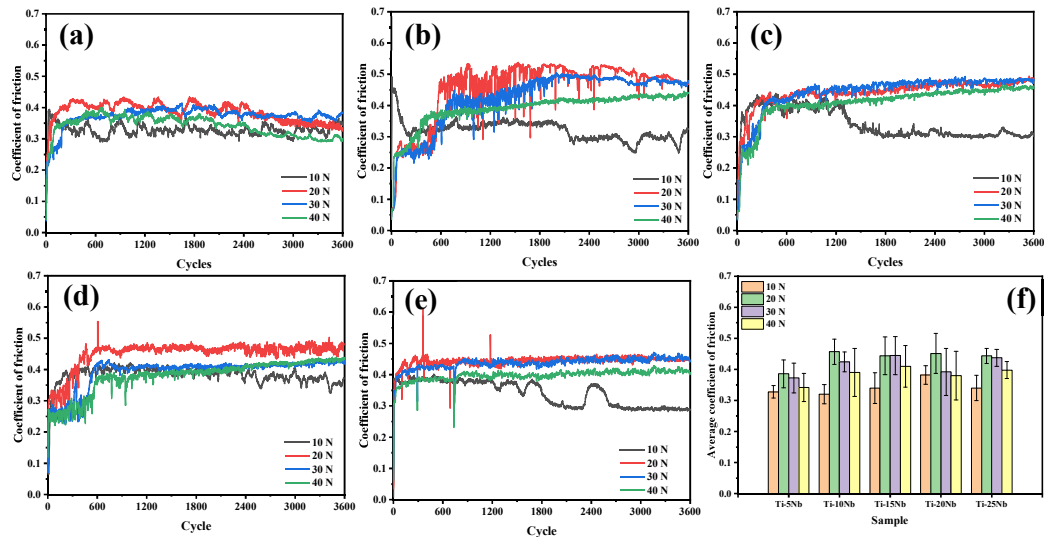 (a)
0.7
0.6
0.5
0.4
0.3
0.2
0.1
0.0
Coefficient of friction
10 N
20 N
30 N
40 N
0 600 1200 1800 2400 3000 3600
Cycles
(b)
0.7
0.6
0.5
0.4
0.3
0.2
0.1
0.0
Coefficient of friction
10 N
20 N
30 N
40 N
0 600 1200 1800 2400 3000 3600
Cycles
(c)
0.7
0.6
0.5
0.4
0.3
0.2
0.1
0.0
Coefficient of friction
10 N
20 N
30 N
40 N
0 600 1200 1800 2400 3000 3600
Cycles
(d)
0.7
0.6
0.5
0.4
0.3
0.2
0.1
0.0
Coefficient of friction
10 N
20 N
30 N
40 N
0 600 1200 1800 2400 3000 3600
Cycle
(e)
0.7
0.6
0.5
0.4
0.3
0.2
0.1
0.0
Coefficient of friction
10 N
20 N
30 N
40 N
0 600 1200 1800 2400 3000 3600
Cycle
(f)
0.7
0.6
0.5
0.4
0.3
0.2
0.1
0.0
Average coefficient of friction
10 N
20 N
30 N
40 N
Ti-5Nb Ti-10Nb Ti-15Nb Ti-20Nb Ti-25Nb
Sample